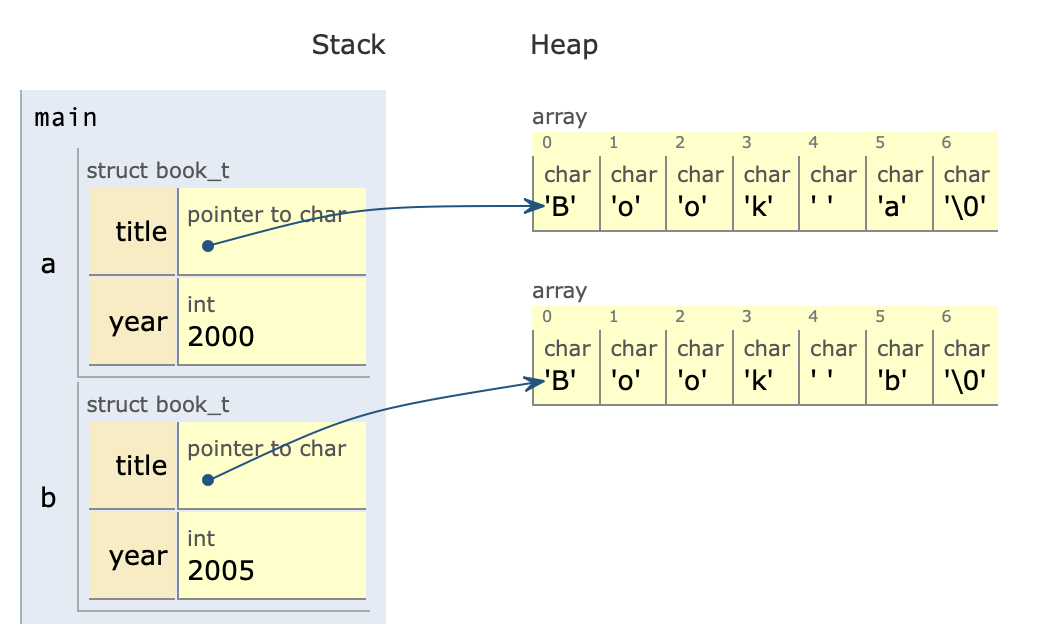 Stack Heap
main
struct book_t
a
title pointer to char
year int
2000
struct book_t
b
title pointer to char
year int
2005
array
0 1 2 3 4 5 6
char char char char char char char
'B' 'o' 'o' 'k' ' ' 'a' '\0'
array
0 1 2 3 4 5 6
char char char char char char char
'B' 'o' 'o' 'k' ' ' 'b' '\0'